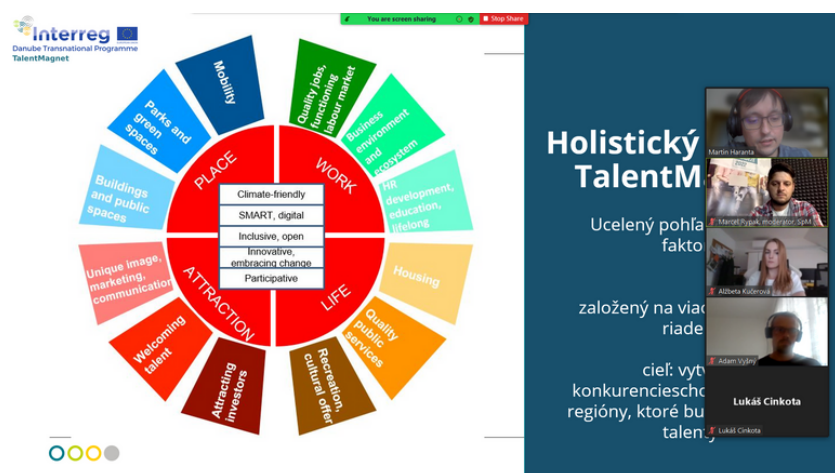 Interreg
Danube Transnational Programme
TalentMagnet
You are screen sharing
Stop Share
Mobility
Quality jobs,
functioning
labour market
Parks and
green
spaces
Business
environment
and
ecosystem
Buildings
and public
spaces
HR
development,
education,
lifelong
PLACE
WORK
Climate-friendly
SMART, digital
Inclusive, open
Innovative,
embracing change
Participative
Unique image,
marketing,
communication
Housing
ATTRACTION
LIFE
Welcoming
talent
Quality
public
services
Attracting
investors
Recreation,
cultural offer
Holistický
TalentM
Ucelený pohľa
fakto
založený na viac
riade
cieľ: vytv
konkurenciescho
regióny, ktoré bu
talenty
Martin Haranta
Marcel Rypak, moderator, SpM
Alžbeta Kučerová
Adam Vyšný
Lukáš Cinkota
Lukáš Cinkota